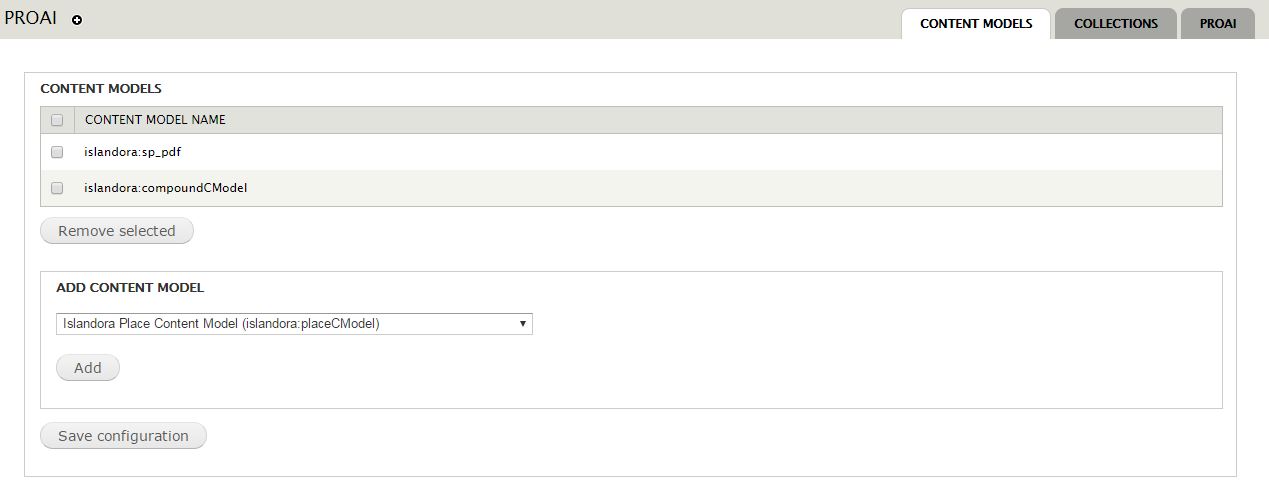 PROAI
CONTENT MODELS
COLLECTIONS
PROAI
CONTENT MODELS
CONTENT MODEL NAME
islandora:sp_pdf
islandora:compoundCModel
Remove selected
ADD CONTENT MODEL
Islandora Place Content Model (islandora:placeCModel)
Add
Save configuration